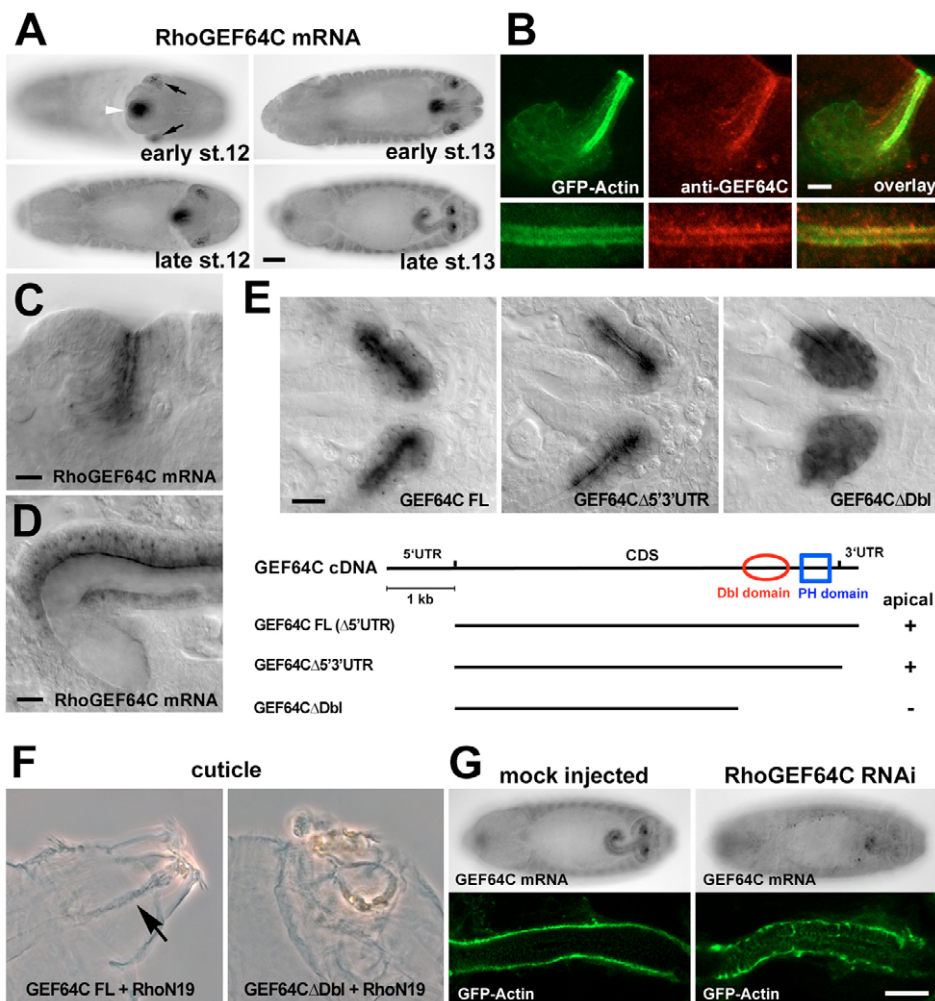 A
RhoGEF64C mRNA
early st.12
early st.13
late st.12
late st.13
B
GFP-Actin
anti-GEF64C
overlay
C
RhoGEF64C mRNA
D
RhoGEF64C mRNA
E
GEF64C FL
GEF64CΔ5'3'UTR
GEF64CΔDbl
5'UTR
CDS
3'UTR
GEF64C cDNA
1 kb
Dbl domain
PH domain
apical
GEF64C FL (Δ5'UTR)
+
GEF64CΔ5'3'UTR
+
GEF64CΔDbl
-
F
cuticle
GEF64C FL + RhoN19
GEF64CΔDbl + RhoN19
G
mock injected
RhoGEF64C RNAi
GEF64C mRNA
GEF64C mRNA
GFP-Actin
GFP-Actin